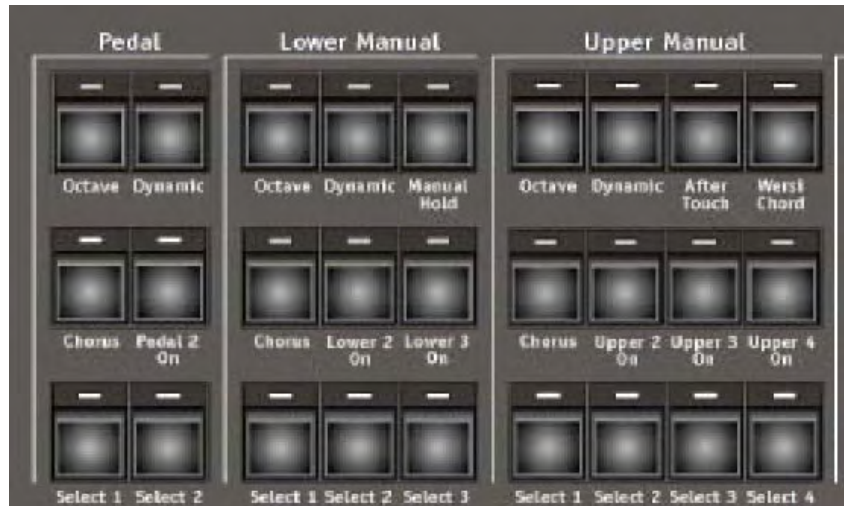 Pedal
Lower Manual
Upper Manual
Octave Dynamic
Octave Dynamic Manual Hold
Octave Dynamic After Touch Wersi Chord
Chorus Pedal 2 On
Chorus Lower 2 On Lower 3 On
Chorus Upper 2 On Upper 3 On Upper 4 On
Select 1 Select 2
Select 1 Select 2 Select 3
Select 1 Select 2 Select 3 Select 4